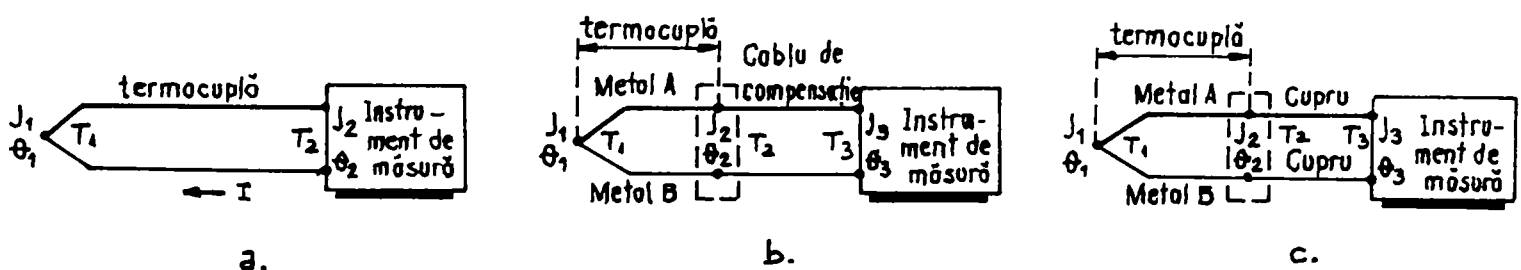 termocuplă
J₁
θ₁
T₁
T₂
J₂
θ₂
Instru-
ment de
măsură
← I
a.
termocuplă
Metal A
Cablu de
compensație
J₁
θ₁
T₁
J₂
θ₂
T₂
T₃
J₃
θ₃
Instru-
ment de
măsură
Metal B
b.
termocuplă
Metal A
Cupru
J₁
θ₁
T₁
J₂
θ₂
T₂
T₃
J₃
θ₃
Cupru
Instru-
ment de
măsură
Metal B
c.